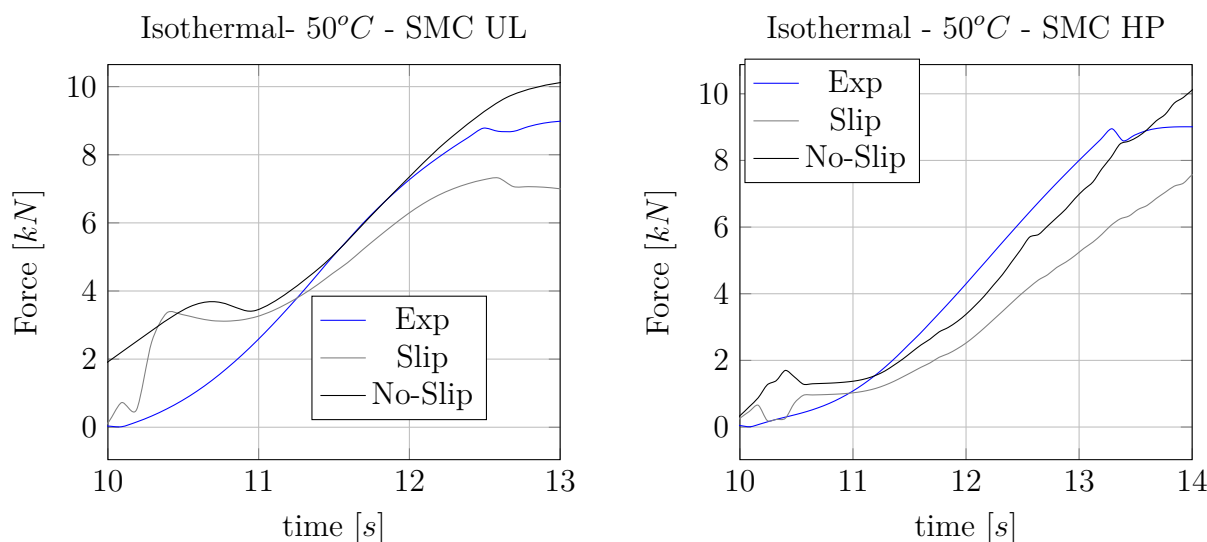 Isothermal- 50°C - SMC UL
10
8
6
4
2
0
Force [kN]
10
11
12
13
time [s]
Exp
Slip
No-Slip
Isothermal - 50°C - SMC HP
10
8
6
4
2
0
Force [kN]
10
11
12
13
14
time [s]
Exp
Slip
No-Slip